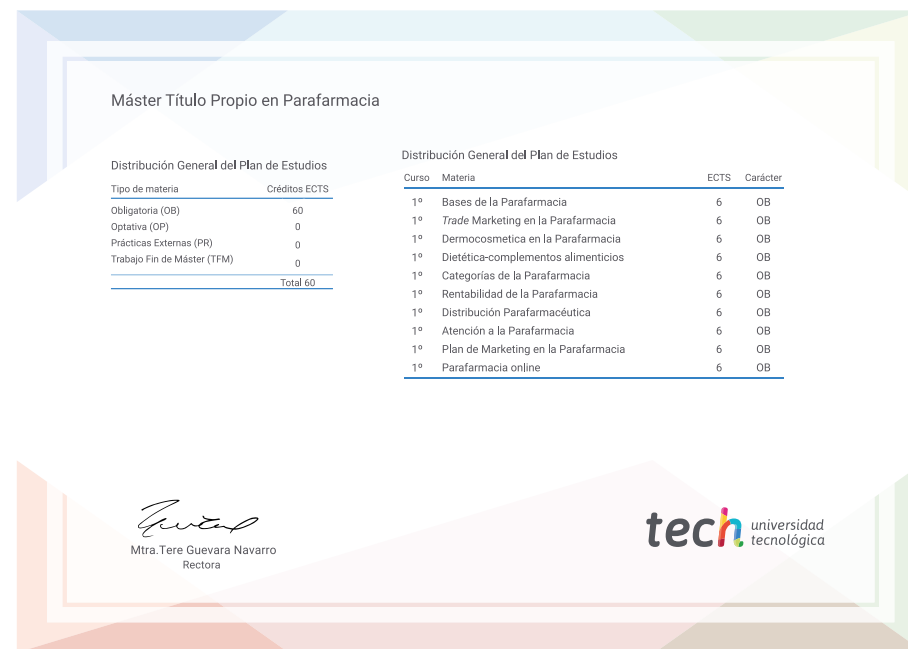 Máster Título Propio en Parafarmacia
Distribución General del Plan de Estudios
Tipo de materia Créditos ECTS
Obligatoria (OB) 60
Optativa (OP) 0
Prácticas Externas (PR) 0
Trabajo Fin de Máster (TFM) 0
Total 60
Distribución General del Plan de Estudios
Curso Materia ECTS Carácter
1º Bases de la Parafarmacia 6 OB
1º Trade Marketing en la Parafarmacia 6 OB
1º Dermocosmetica en la Parafarmacia 6 OB
1º Dietética-complementos alimenticios 6 OB
1º Categorías de la Parafarmacia 6 OB
1º Rentabilidad de la Parafarmacia 6 OB
1º Distribución Parafarmacéutica 6 OB
1º Atención a la Parafarmacia 6 OB
1º Plan de Marketing en la Parafarmacia 6 OB
1º Parafarmacia online 6 OB
Mtra.Tere Guevara Navarro
Rectora
tech universidad
tecnológica